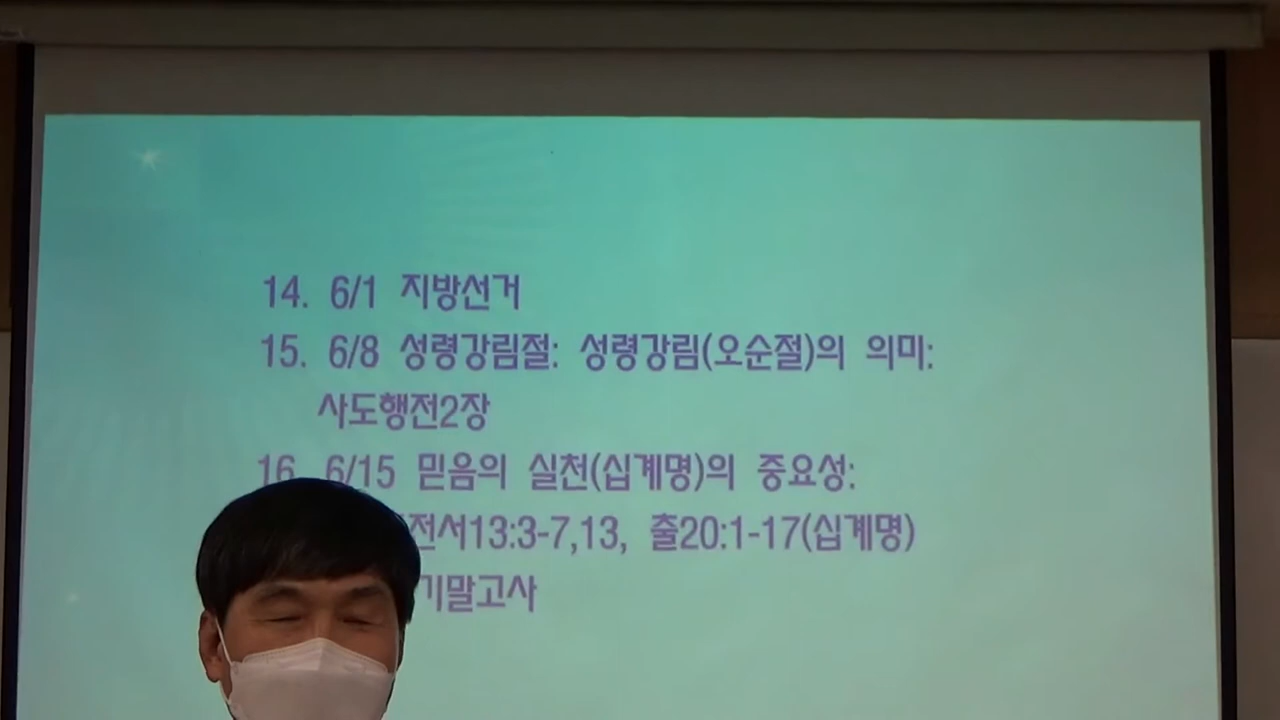 14. 6/1 지방선거
15. 6/8 성령강림절: 성령강림(오순절)의 의미:
사도행전2장
16. 6/15 믿음의 실천(십계명)의 중요성:
전서13:3-7,13, 출20:1-17(십계명)
기말고사